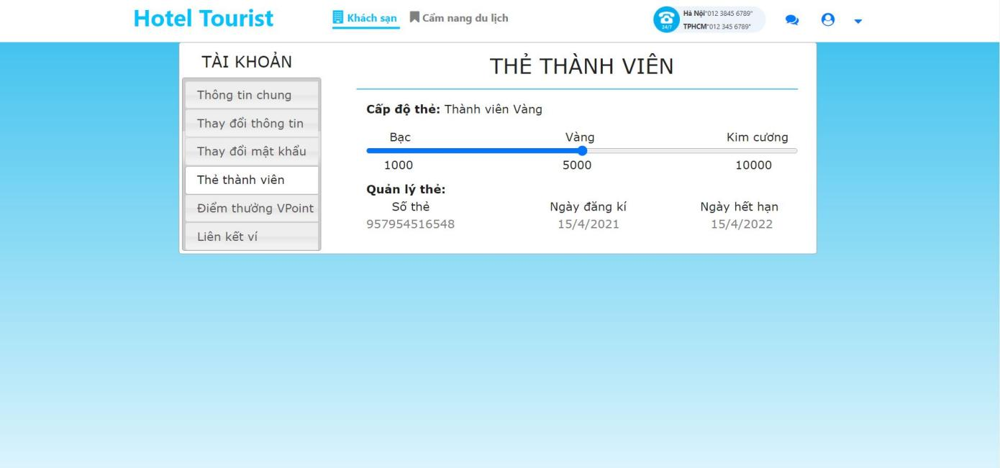 Hotel Tourist
Khách sạn
Cẩm nang du lịch
Hà Nội"012 3845 6789"
TPHCM"012 345 6789"
24/7
TÀI KHOẢN
Thông tin chung
Thay đổi thông tin
Thay đổi mật khẩu
Thẻ thành viên
Điểm thưởng VPoint
Liên kết ví
THẺ THÀNH VIÊN
Cấp độ thẻ: Thành viên Vàng
Bạc Vàng Kim cương
1000 5000 10000
Quản lý thẻ:
Số thẻ Ngày đăng kí Ngày hết hạn
957954516548 15/4/2021 15/4/2022